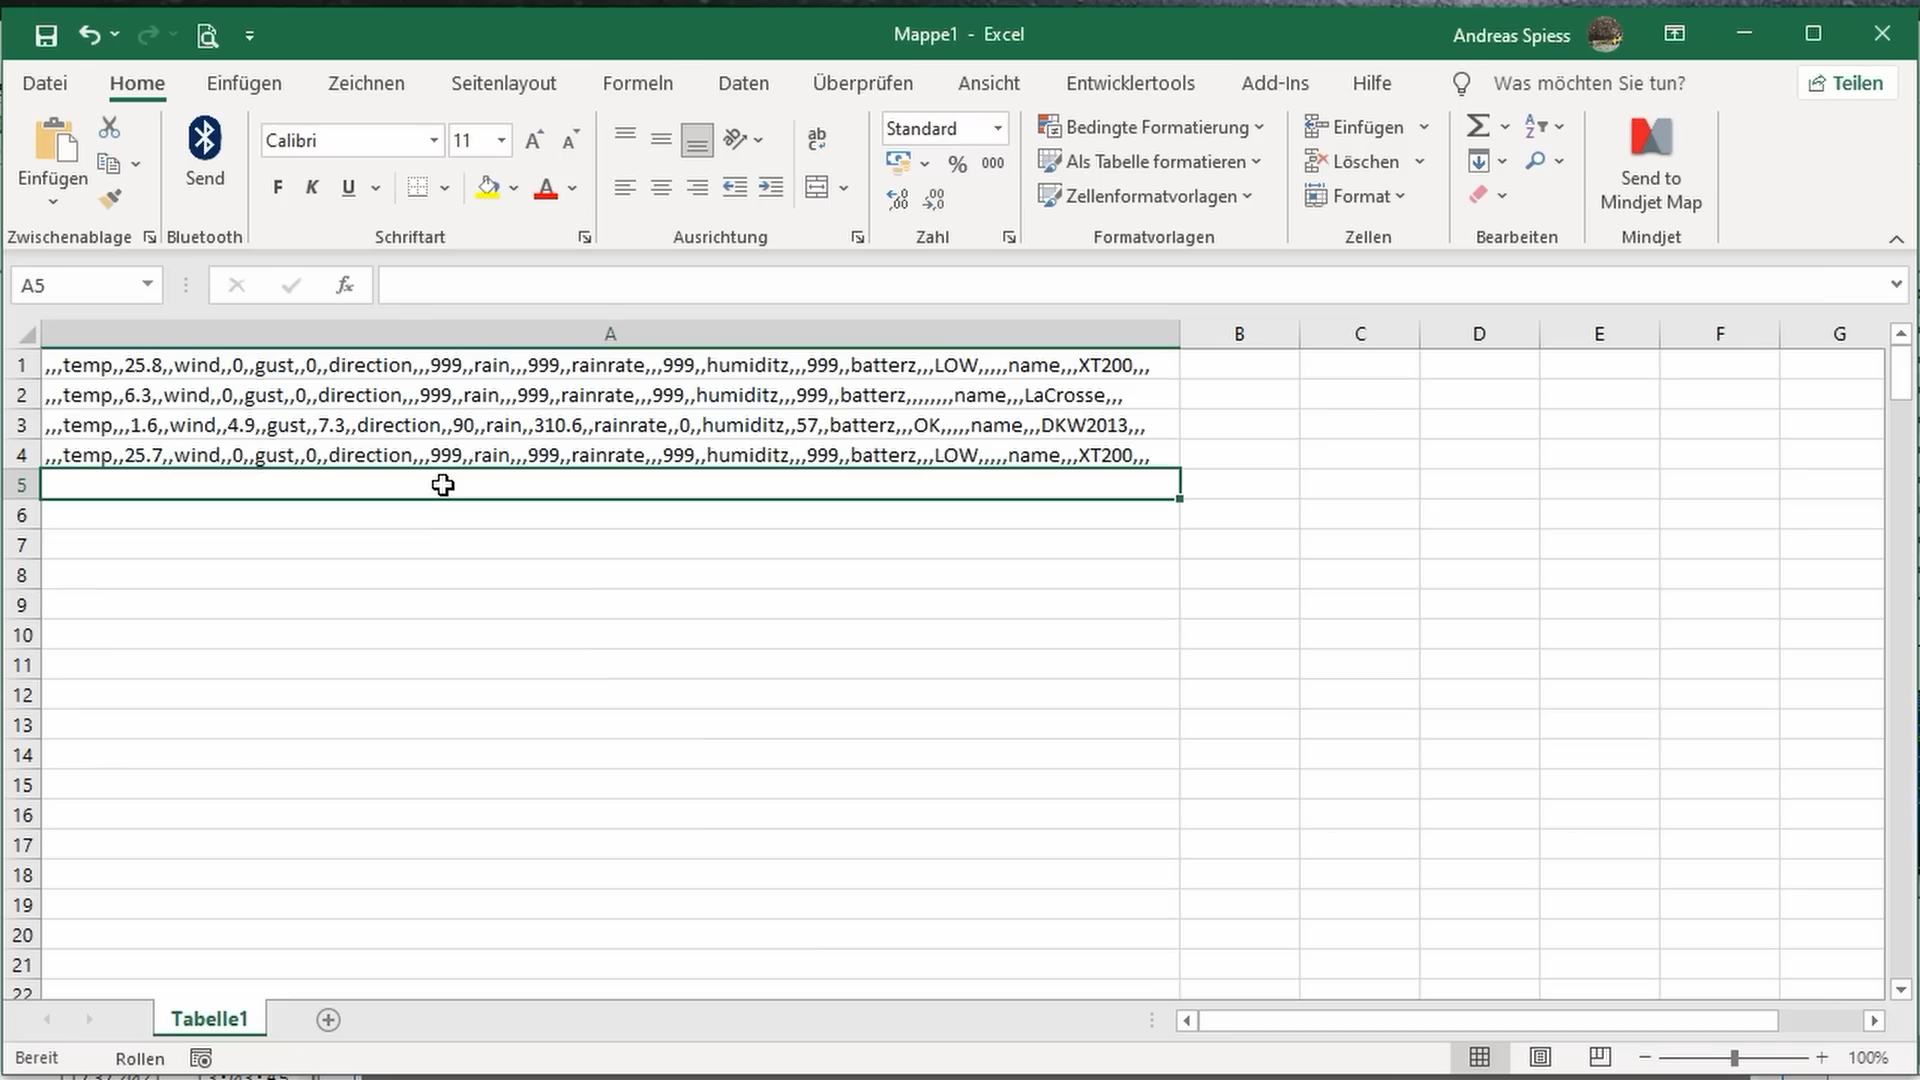 Mappe1 - Excel
Andreas Spiess
Datei Home Einfügen Zeichnen Seitenlayout Formeln Daten Überprüfen Ansicht Entwicklertools Add-Ins Hilfe Was möchten Sie tun? Teilen
Einfügen
Zwischenablage
Send
Bluetooth
Calibri 11 A A
F K U A
Schriftart
ab
Ausrichtung
Standard
% 000
Zahl
Bedingte Formatierung
Als Tabelle formatieren
Zellenformatvorlagen
Formatvorlagen
Einfügen
Löschen
Format
Zellen
Bearbeiten
Send to
Mindjet Map
Mindjet
A5 fx
A B C D E F G
1 ,,,temp,,25.8,,wind,,0,,gust,,0,,direction,,,999,,rain,,,999,,rainrate,,,999,,humiditz,,,999,,batterz,,,LOW,,,,,name,,,XT200,,,
2 ,,,temp,,6.3,,wind,,0,,gust,,0,,direction,,,999,,rain,,,999,,rainrate,,,999,,humiditz,,,999,,batterz,,,,,,,,name,,,LaCrosse,,,
3 ,,,temp,,,1.6,,wind,,4.9,,gust,,7.3,,direction,,90,,rain,,310.6,,rainrate,,0,,humiditz,,57,,batterz,,,OK,,,,,name,,,DKW2013,,,
4 ,,,temp,,25.7,,wind,,0,,gust,,0,,direction,,,999,,rain,,,999,,rainrate,,,999,,humiditz,,,999,,batterz,,,LOW,,,,,name,,,XT200,,,
5
6
7
8
9
10
11
12
13
14
15
16
17
18
19
20
21
22
Tabelle1
Bereit Rollen 100%